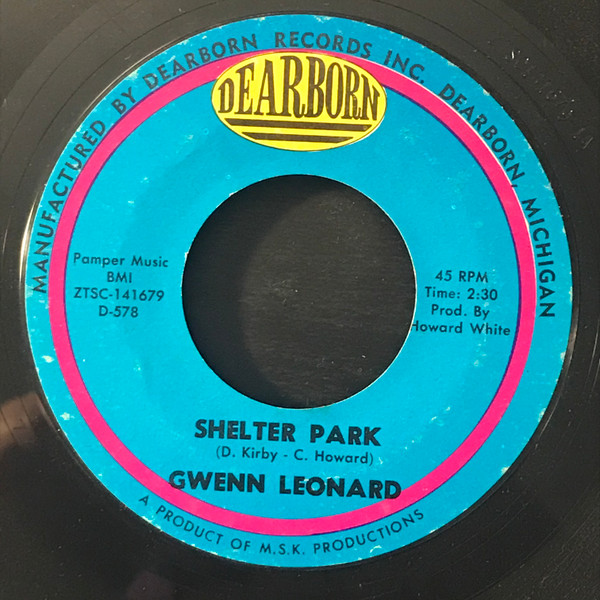 MANUFACTURED BY DEARBORN RECORDS INC. DEARBORN, MICHIGAN
DEARBORN
Pamper Music
BMI
ZTSC-141679
D-578
45 RPM
Time: 2:30
Prod. By
Howard White
SHELTER PARK
(D. Kirby - C. Howard)
GWENN LEONARD
A PRODUCT OF M.S.K. PRODUCTIONS